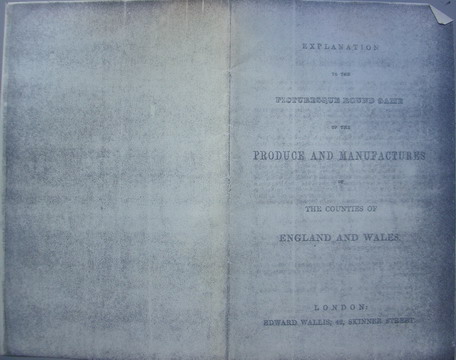 EXPLANATION
TO THE
PICTURESQUE ROUND GAME
OF THE
PRODUCE AND MANUFACTURES
OF
THE COUNTIES OF
ENGLAND AND WALES.
LONDON:
EDWARD WALLIS, 42, SKINNER STREET.